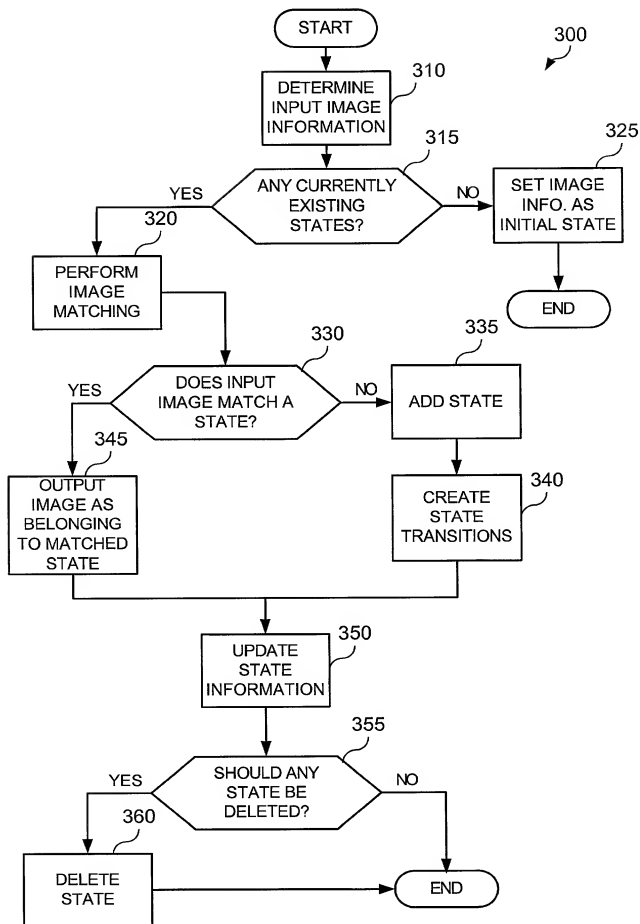 START
300
310
DETERMINE
INPUT IMAGE
INFORMATION
315
325
YES
ANY CURRENTLY
EXISTING
STATES?
NO
SET IMAGE
INFO. AS
INITIAL STATE
320
PERFORM
IMAGE
MATCHING
END
330
335
YES
DOES INPUT
IMAGE MATCH A
STATE?
NO
ADD STATE
345
OUTPUT
IMAGE AS
BELONGING
TO MATCHED
STATE
340
CREATE
STATE
TRANSITIONS
350
UPDATE
STATE
INFORMATION
355
YES
SHOULD ANY
STATE BE
DELETED?
NO
360
DELETE
STATE
END